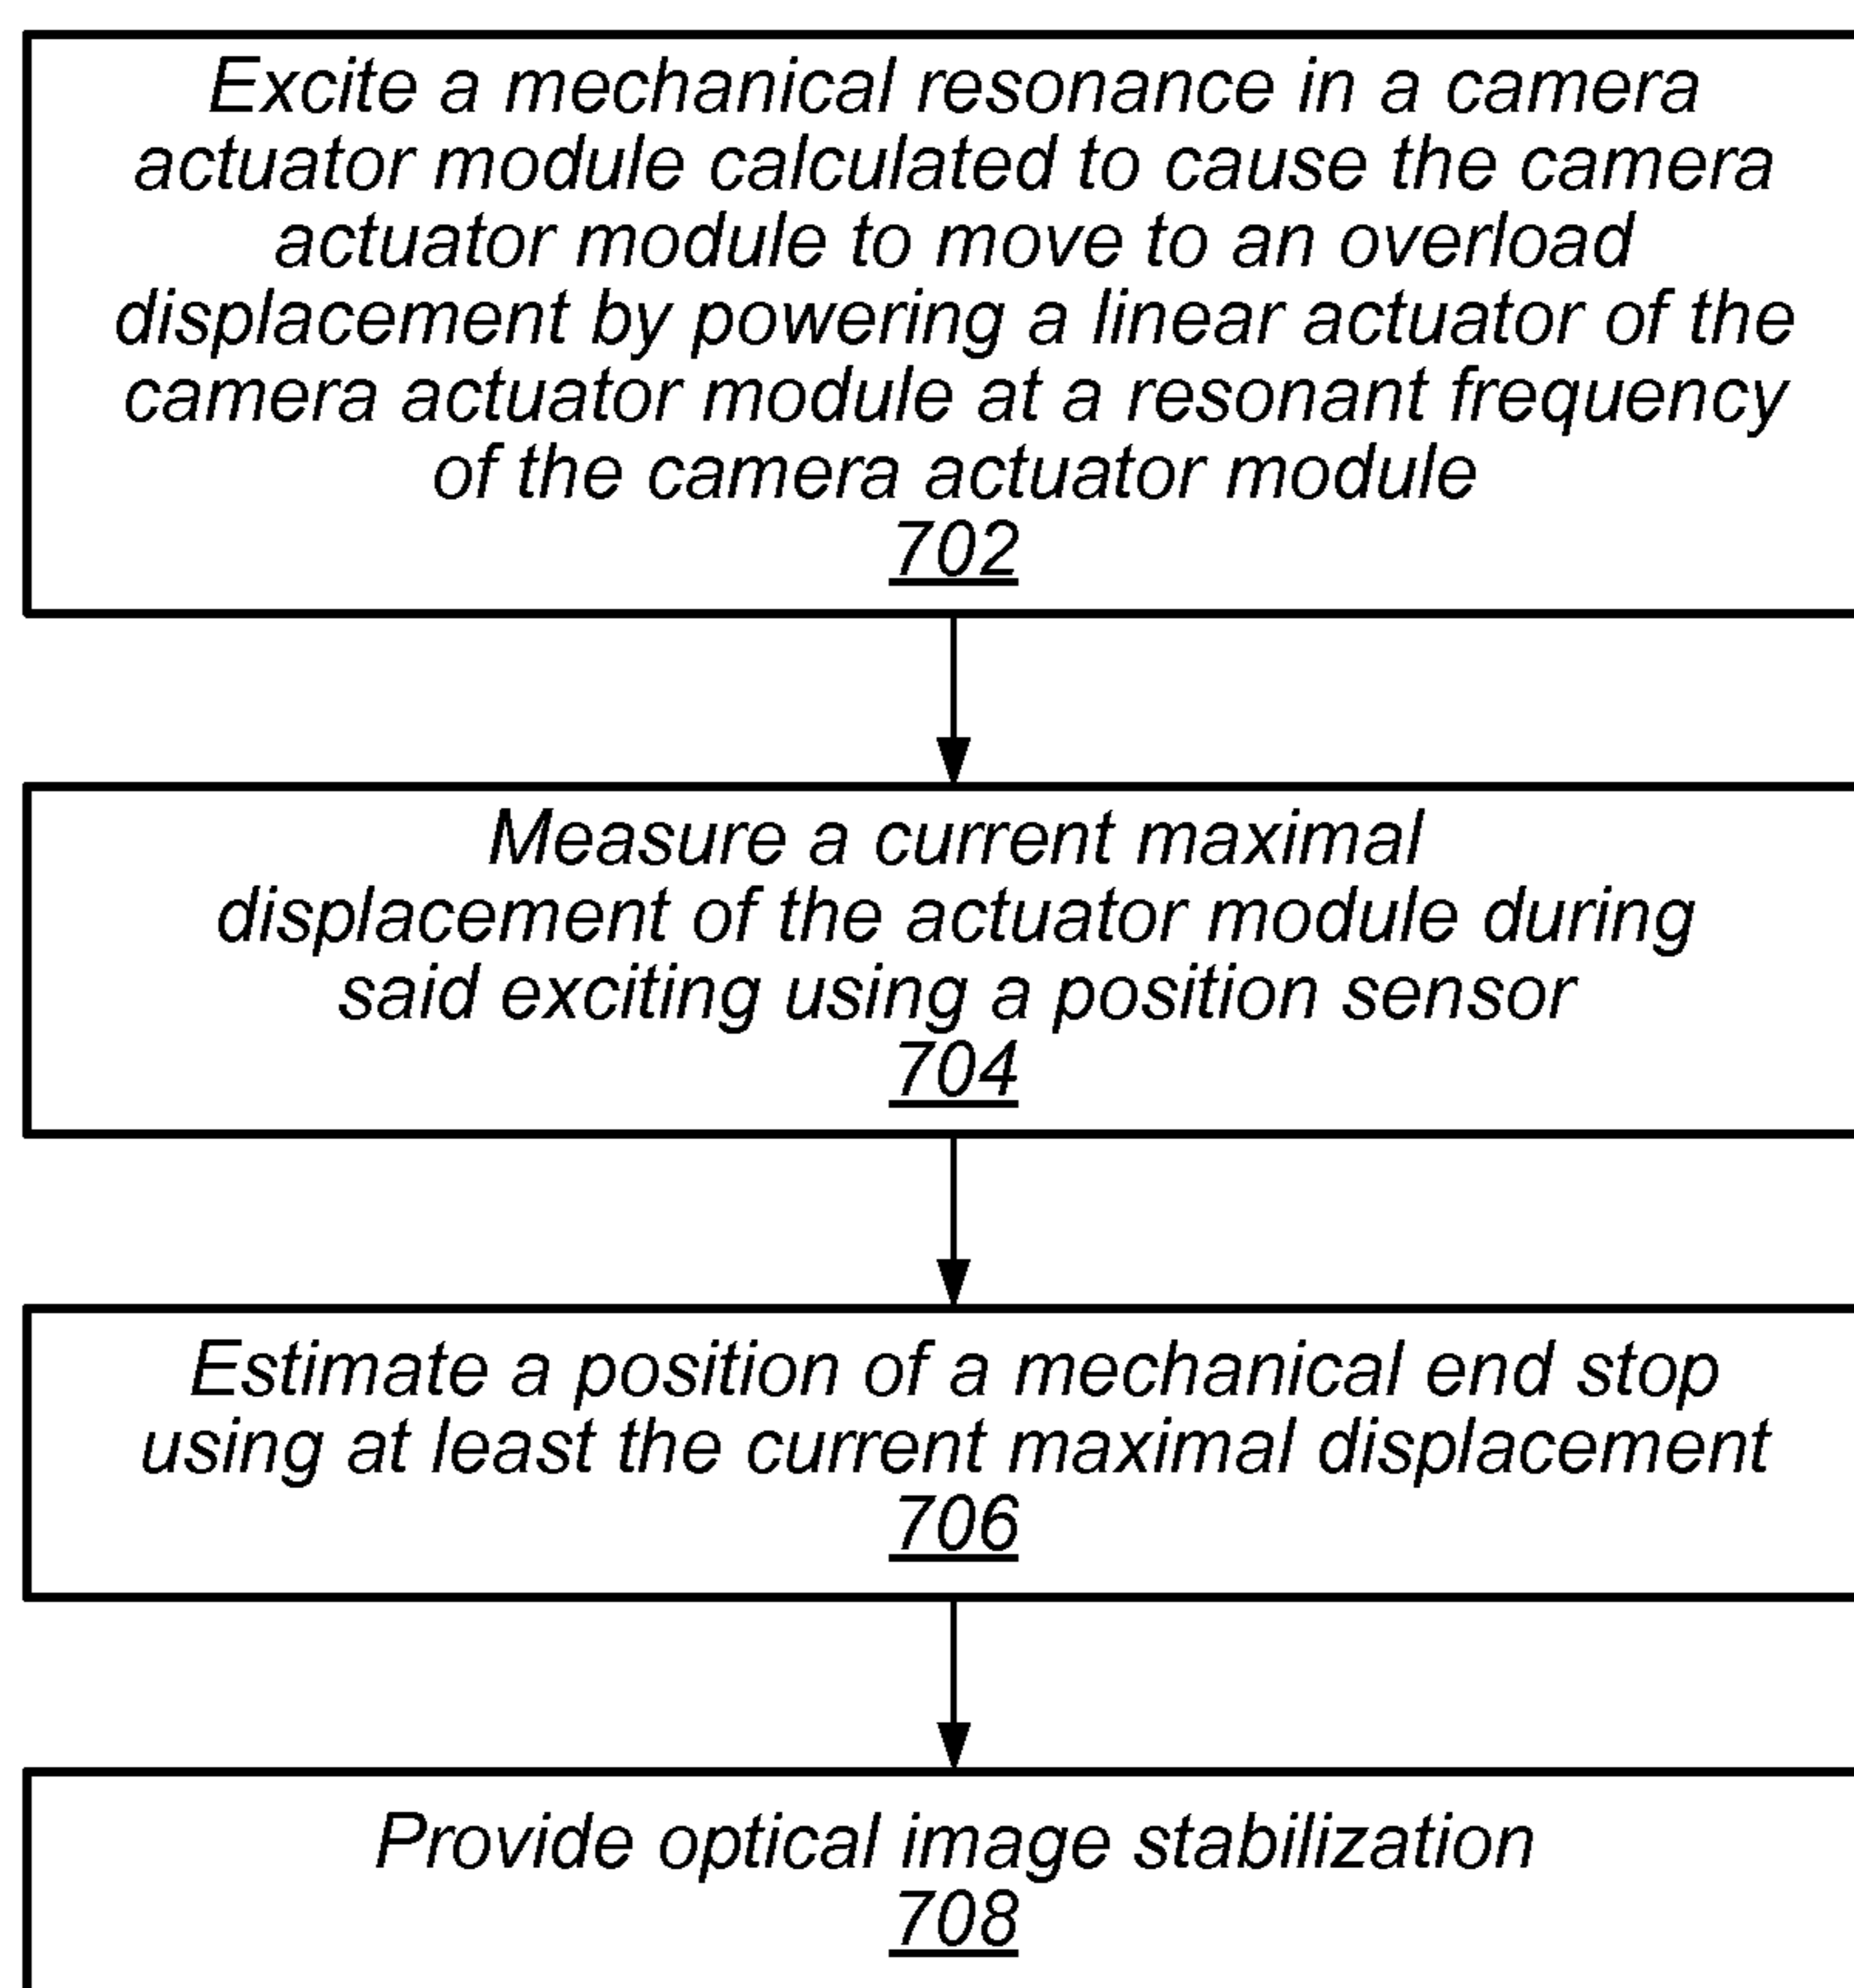 Excite a mechanical resonance in a camera
actuator module calculated to cause the camera
actuator module to move to an overload
displacement by powering a linear actuator of the
camera actuator module at a resonant frequency
of the camera actuator module
702
Measure a current maximal
displacement of the actuator module during
said exciting using a position sensor
704
Estimate a position of a mechanical end stop
using at least the current maximal displacement
706
Provide optical image stabilization
708